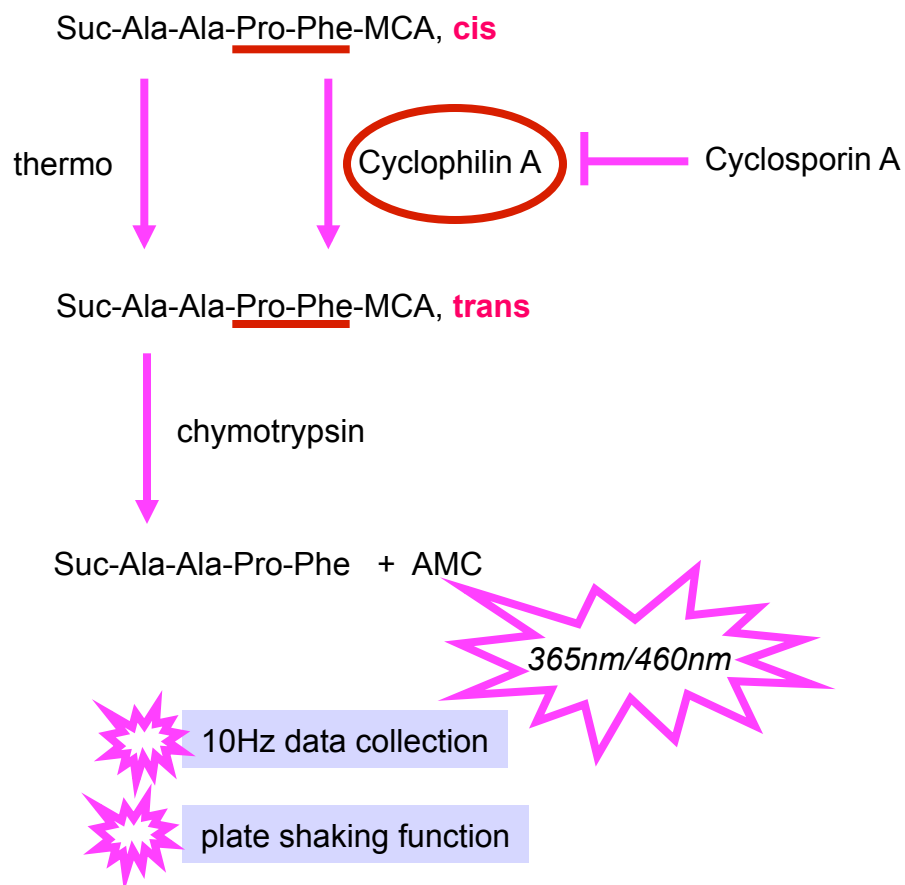 Suc-Ala-Ala-Pro-Phe-MCA, cis
thermo
Cyclophilin A
Cyclosporin A
Suc-Ala-Ala-Pro-Phe-MCA, trans
chymotrypsin
Suc-Ala-Ala-Pro-Phe + AMC
365nm/460nm
10Hz data collection
plate shaking function